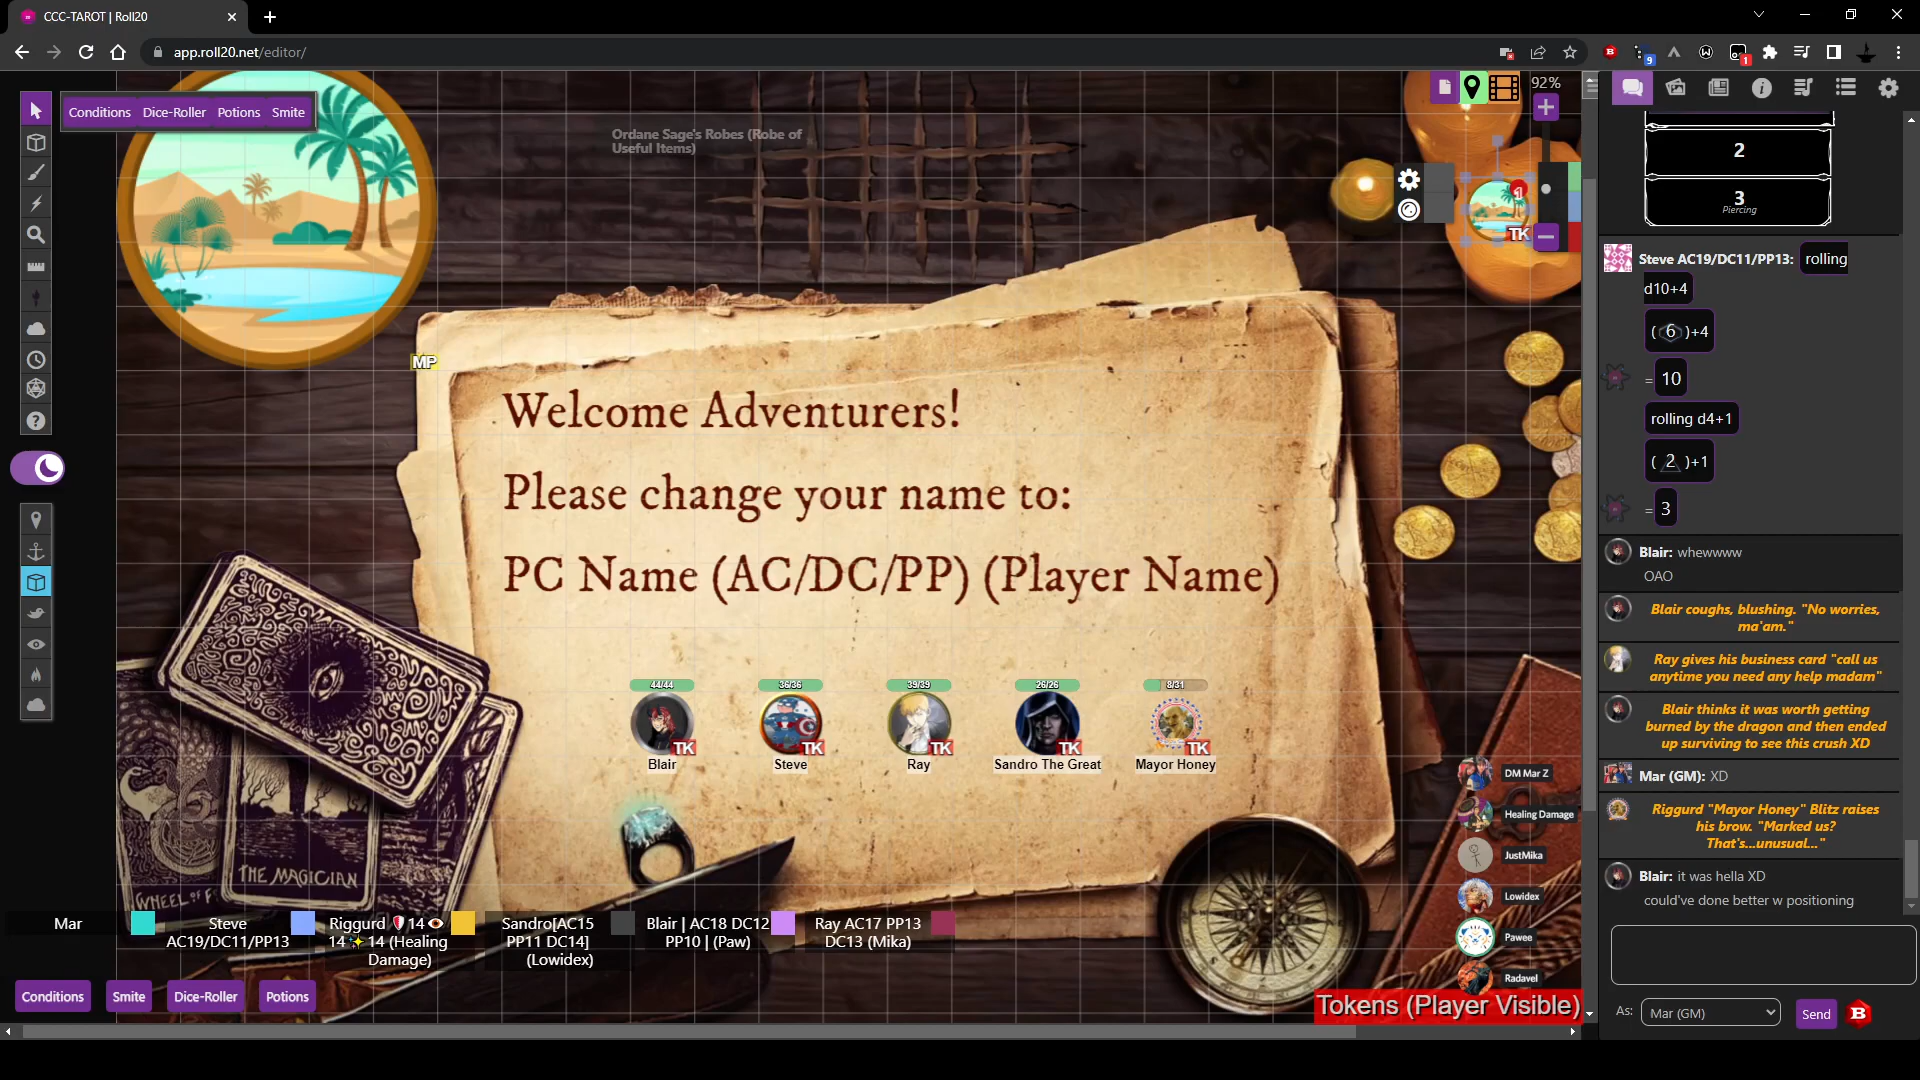 CCC-TAROT | Roll20
app.roll20.net/editor/
9
1
Conditions Dice-Roller Potions Smite
Ordane Sage's Robes (Robe of
Useful Items)
92%
1
TK
MP
Welcome Adventurers!
Please change your name to:
PC Name (AC/DC/PP) (Player Name)
44/44
36/36
39/39
26/26
8/31
TK
TK
TK
TK
TK
Blair
Steve
Ray
Sandro The Great
Mayor Honey
THE MAGICIAN
WHEEL OF F
DM Mar Z
Healing Damage
JustMika
Lowidex
Pawee
Radavel
Mar
Steve
AC19/DC11/PP13
Riggurd 🛡14👁
14✨14 (Healing
Damage)
Sandro[AC15
PP11 DC14]
(Lowidex)
Blair | AC18 DC12
PP10 | (Paw)
Ray AC17 PP13
DC13 (Mika)
Conditions Smite Dice-Roller Potions
Tokens (Player Visible)
2
3
Piercing
Steve AC19/DC11/PP13: rolling
d10+4
(6)+4
=10
rolling d4+1
(2)+1
=3
Blair: whewwww
OAO
Blair coughs, blushing. "No worries,
ma'am."
Ray gives his business card "call us
anytime you need any help madam"
Blair thinks it was worth getting
burned by the dragon and then ended
up surviving to see this crush XD
Mar (GM): XD
Riggurd "Mayor Honey" Blitz raises
his brow. "Marked us?
That's...unusual..."
Blair: it was hella XD
could've done better w positioning
As: Mar (GM) Send B